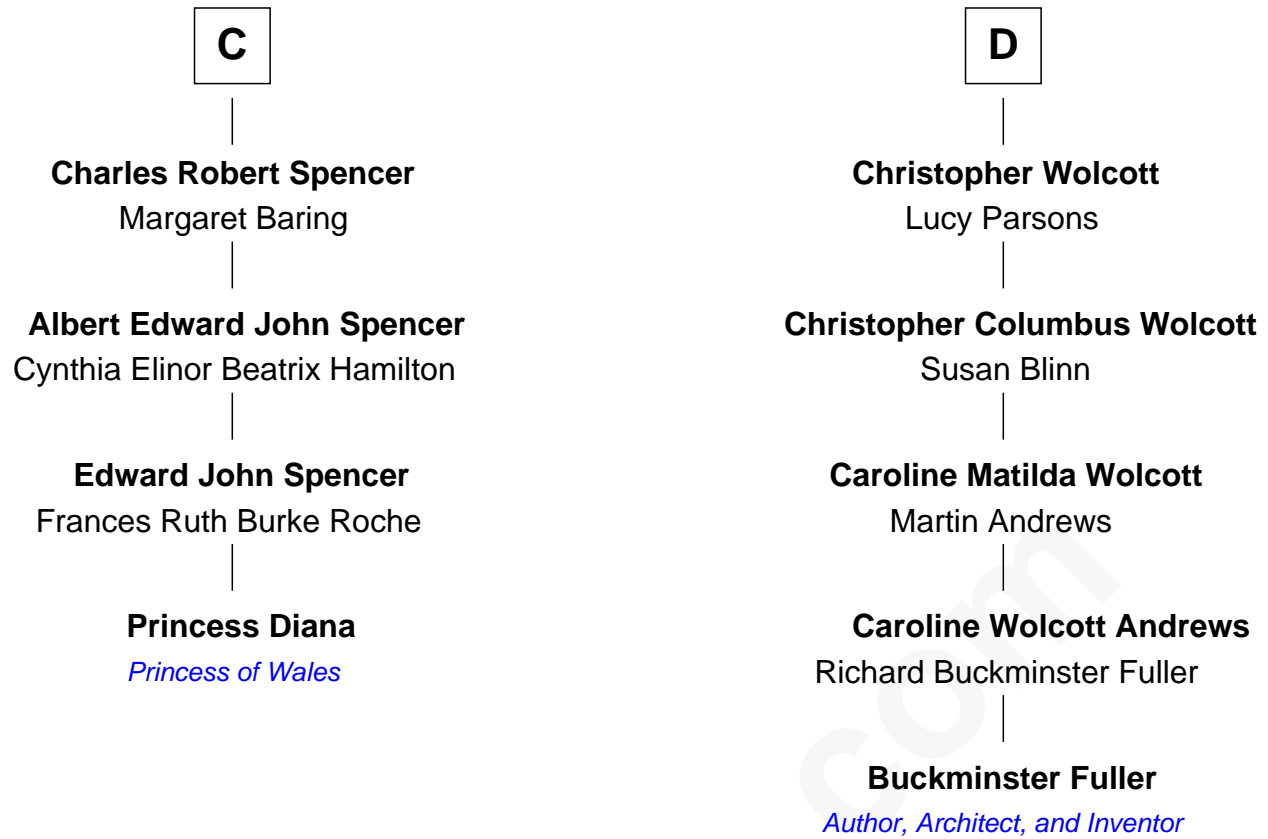 C
Charles Robert Spencer
Margaret Baring
Albert Edward John Spencer
Cynthia Elinor Beatrix Hamilton
Edward John Spencer
Frances Ruth Burke Roche
Princess Diana
Princess of Wales
D
Christopher Wolcott
Lucy Parsons
Christopher Columbus Wolcott
Susan Blinn
Caroline Matilda Wolcott
Martin Andrews
Caroline Wolcott Andrews
Richard Buckminster Fuller
Buckminster Fuller
Author, Architect, and Inventor
com